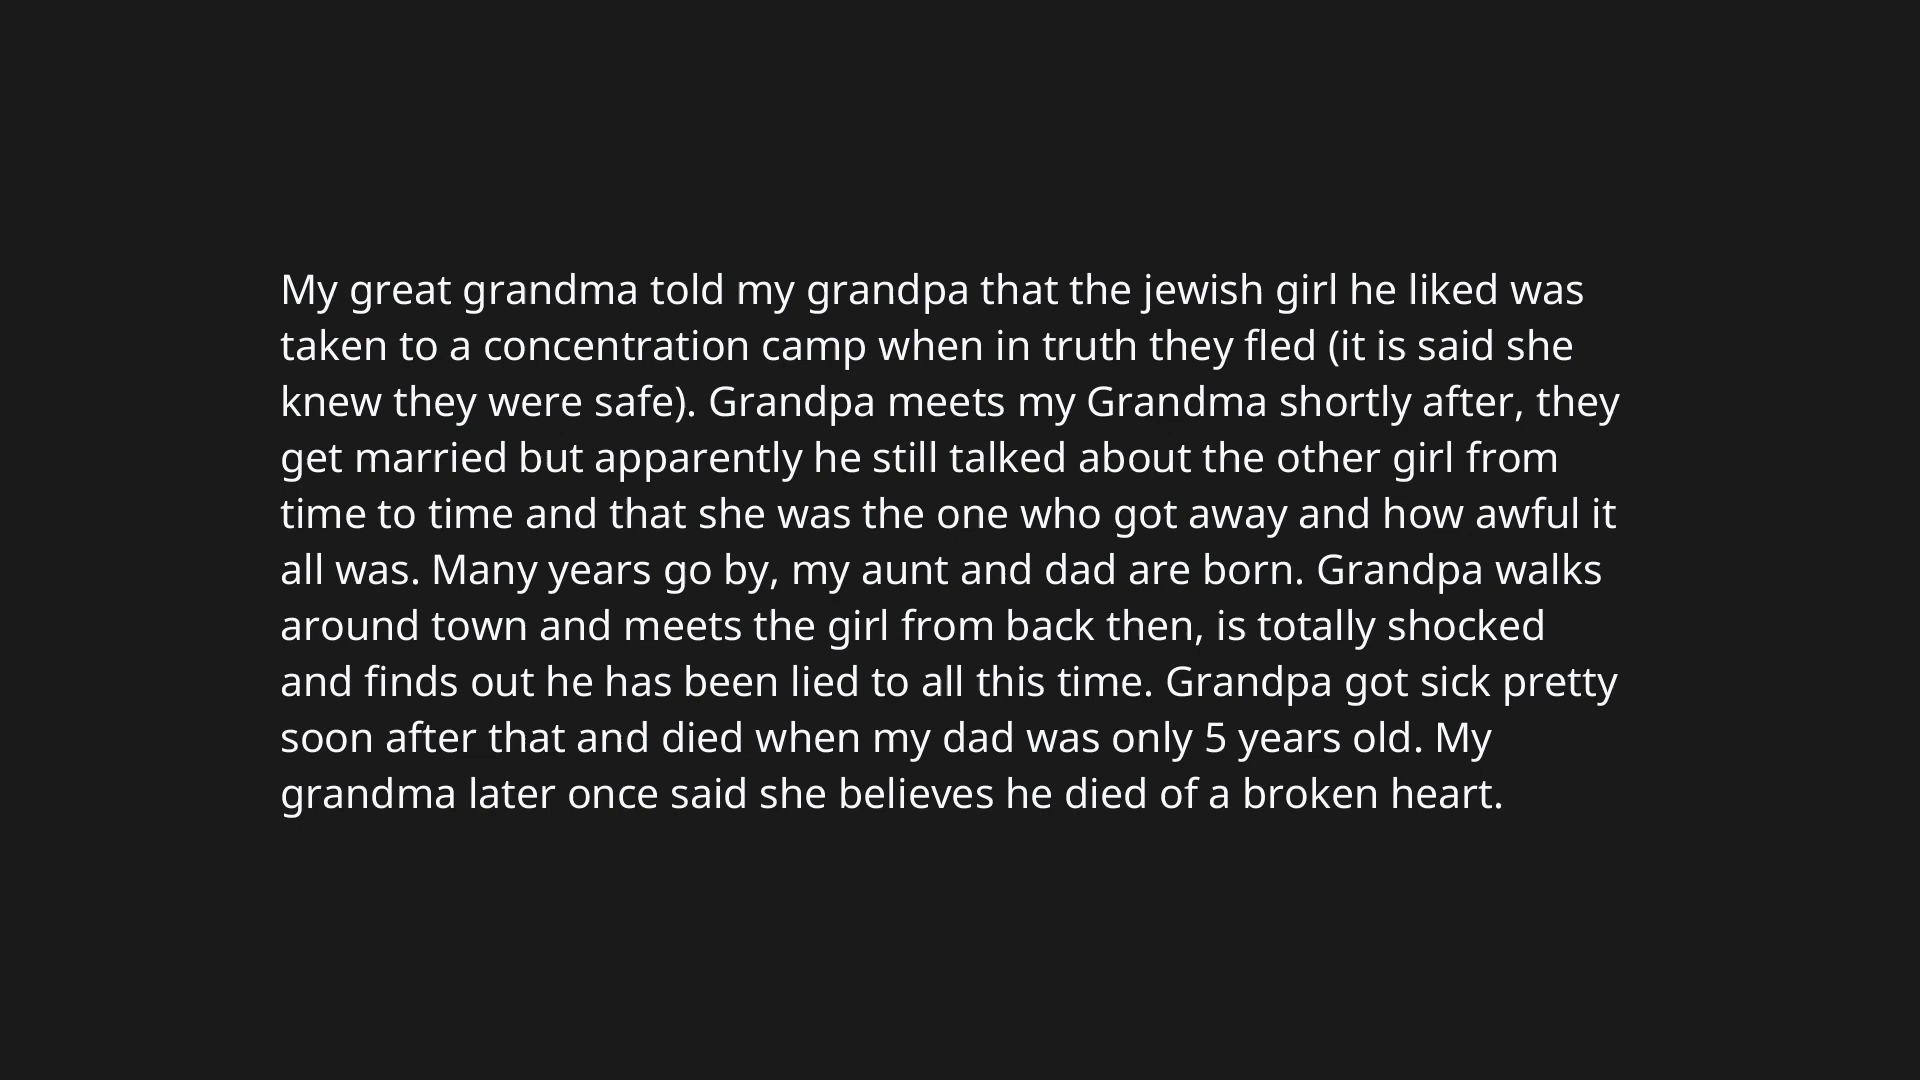 My great grandma told my grandpa that the jewish girl he liked was
taken to a concentration camp when in truth they fled (it is said she
knew they were safe). Grandpa meets my Grandma shortly after, they
get married but apparently he still talked about the other girl from
time to time and that she was the one who got away and how awful it
all was. Many years go by, my aunt and dad are born. Grandpa walks
around town and meets the girl from back then, is totally shocked
and finds out he has been lied to all this time. Grandpa got sick pretty
soon after that and died when my dad was only 5 years old. My
grandma later once said she believes he died of a broken heart.